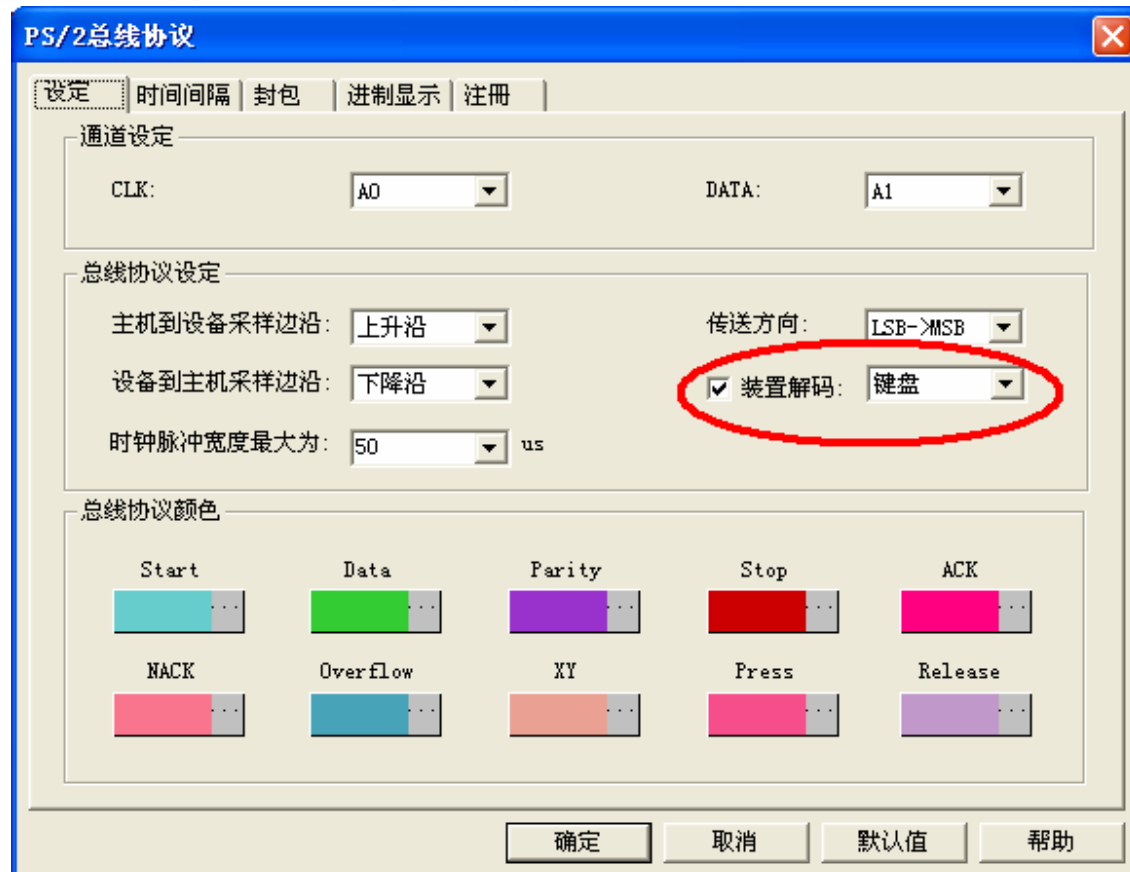 PS/2总线协议
设定 时间间隔 封包 进制显示 注册
通道设定
CLK: A0 DATA: A1
总线协议设定
主机到设备采样边沿: 上升沿 传送方向: LSB->MSB
设备到主机采样边沿: 下降沿 装置解码: 键盘
时钟脉冲宽度最大为: 50 us
总线协议颜色
Start Data Parity Stop ACK
... ... ... ... ...
NACK Overflow XY Press Release
... ... ... ... ...
确定 取消 默认值 帮助